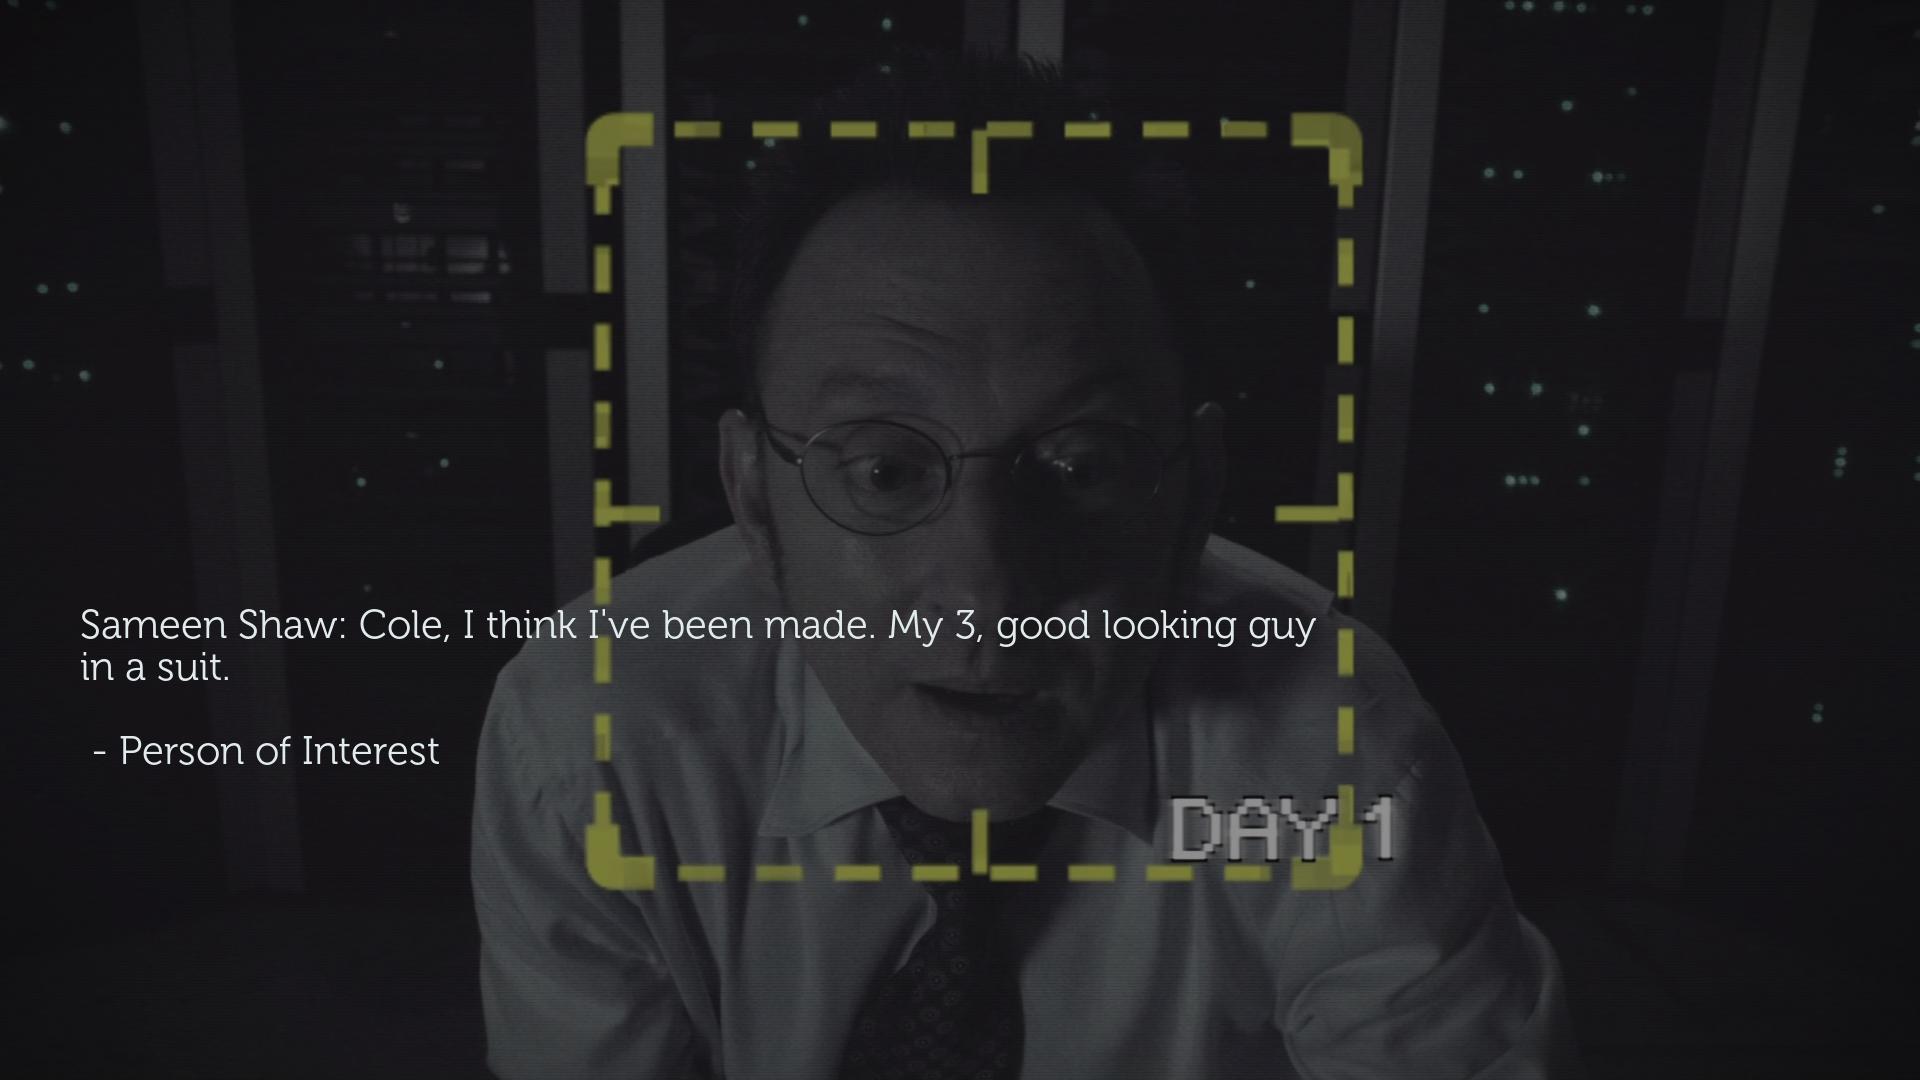 Sameen Shaw: Cole, I think I've been made. My 3, good looking guy
in a suit.
- Person of Interest
DAY 1